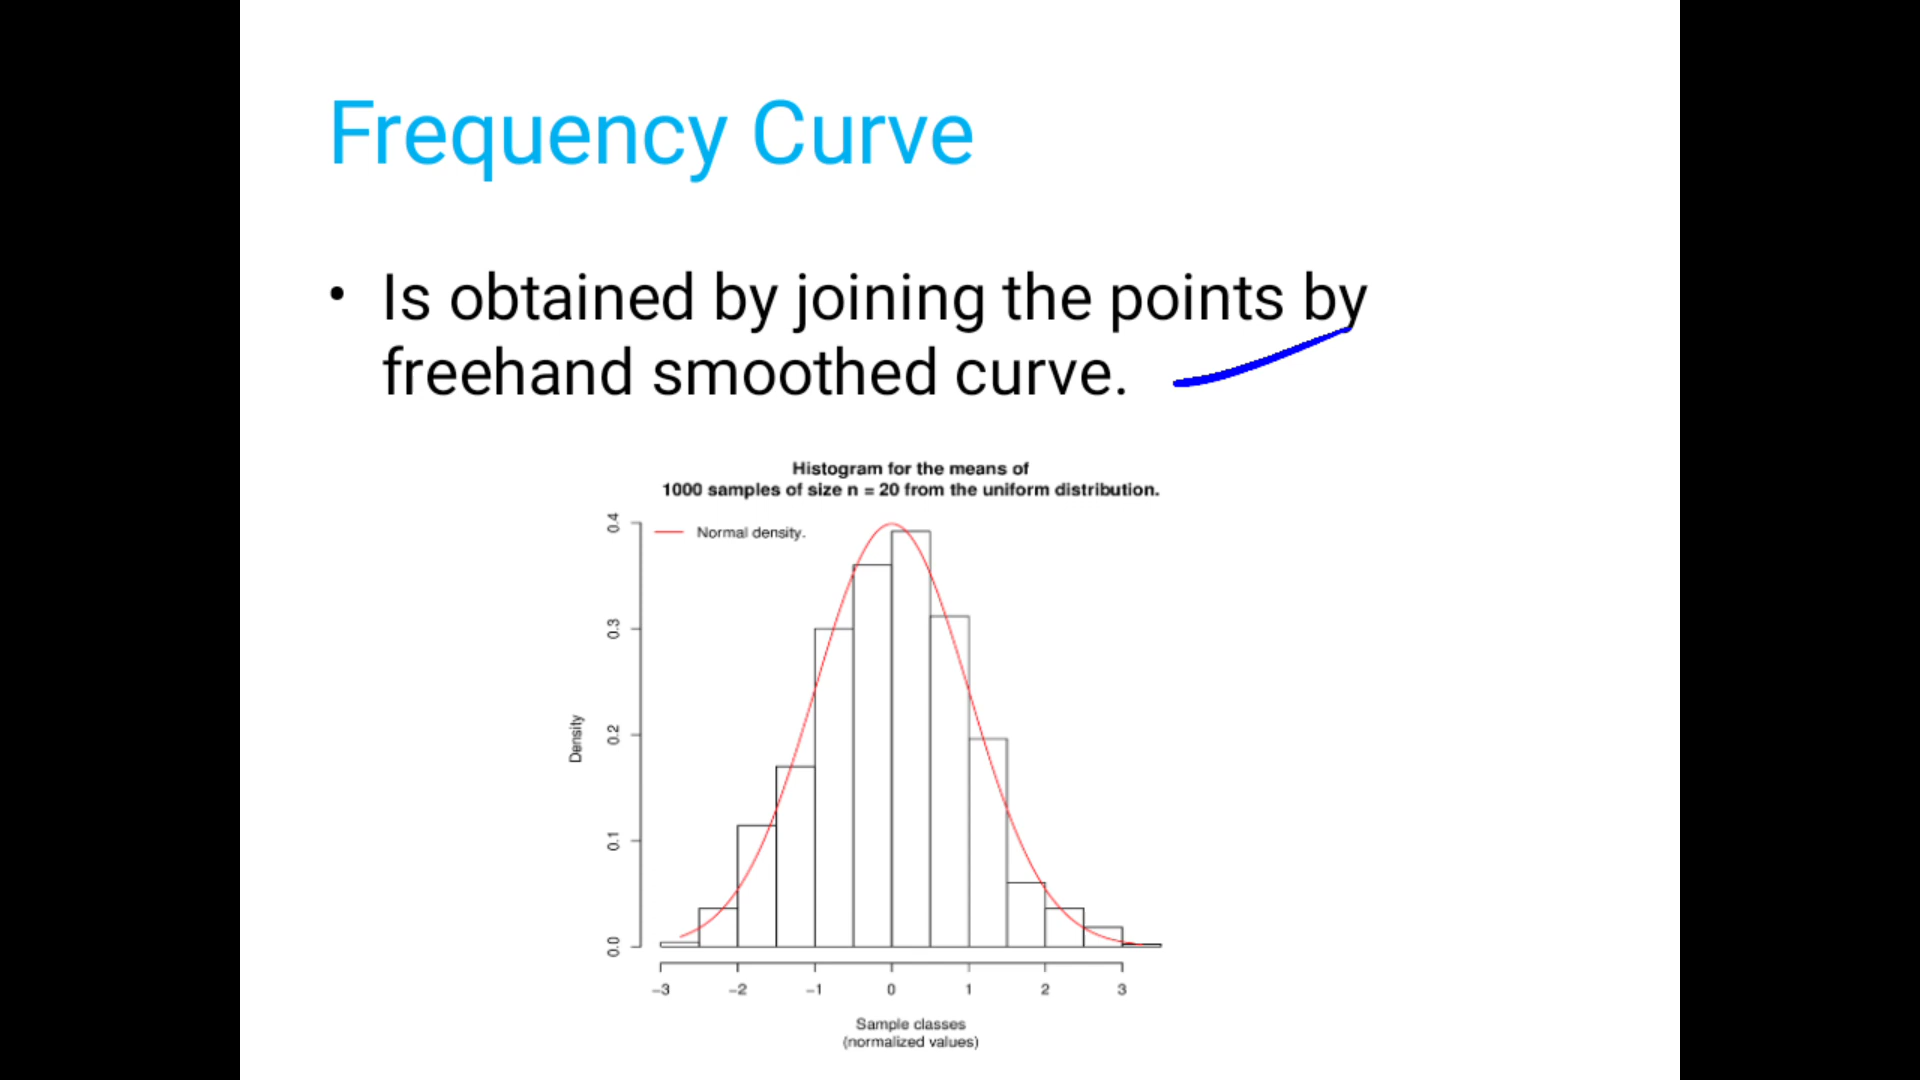 Frequency Curve
• Is obtained by joining the points by
freehand smoothed curve.
Histogram for the means of
1000 samples of size n = 20 from the uniform distribution.
Normal density.
0.4
0.3
0.2
0.1
0.0
Density
−3 −2 −1 0 1 2 3
Sample classes
(normalized values)